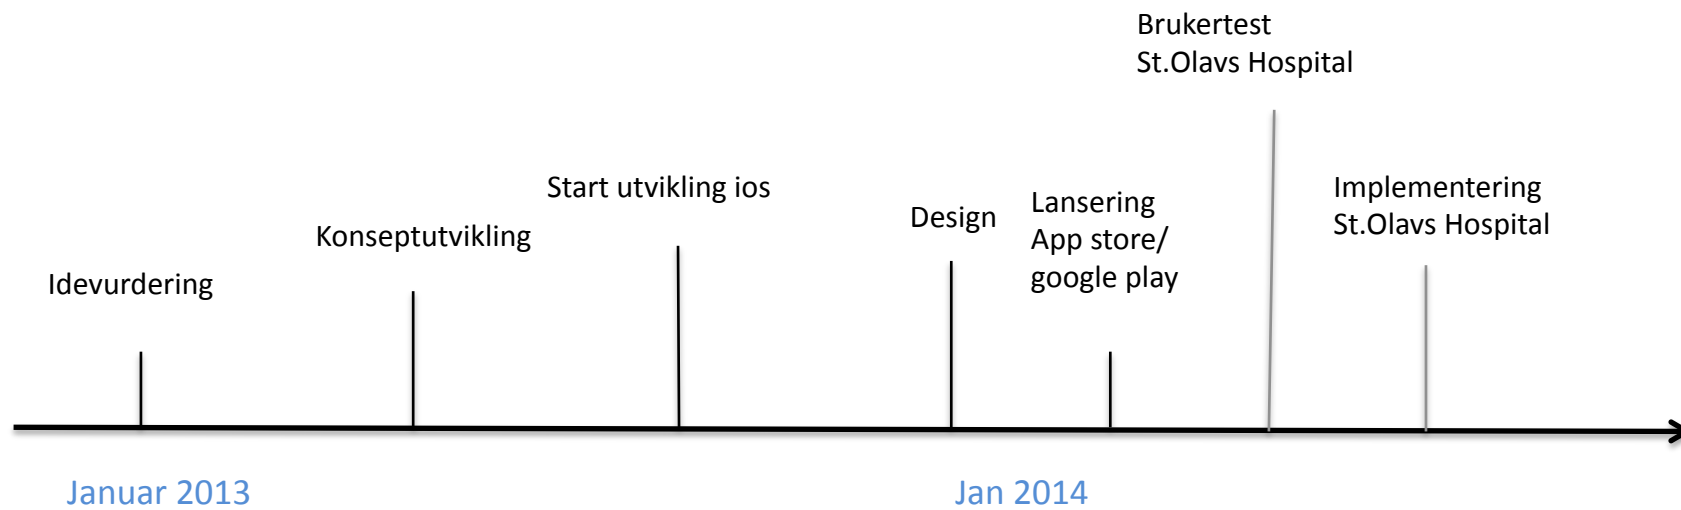 Brukertest
St.Olavs Hospital
Start utvikling ios
Implementering
St.Olavs Hospital
Lansering
App store/
google play
Design
Konseptutvikling
Idevurdering
Januar 2013
Jan 2014